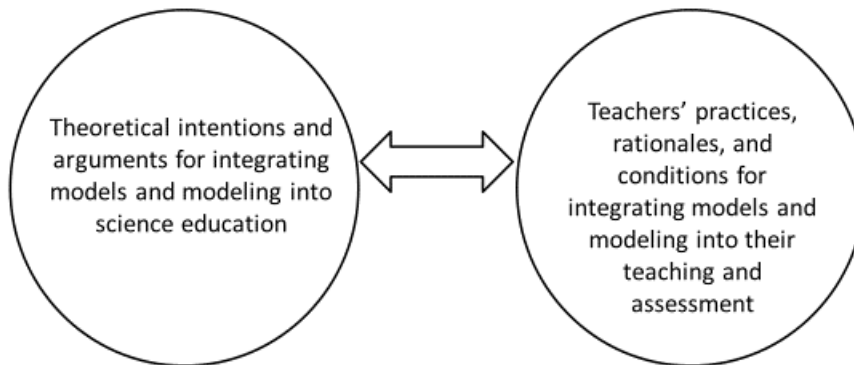 Theoretical intentions and
arguments for integrating
models and modeling into
science education
Teachers’ practices,
rationales, and
conditions for
integrating models and
modeling into their
teaching and
assessment